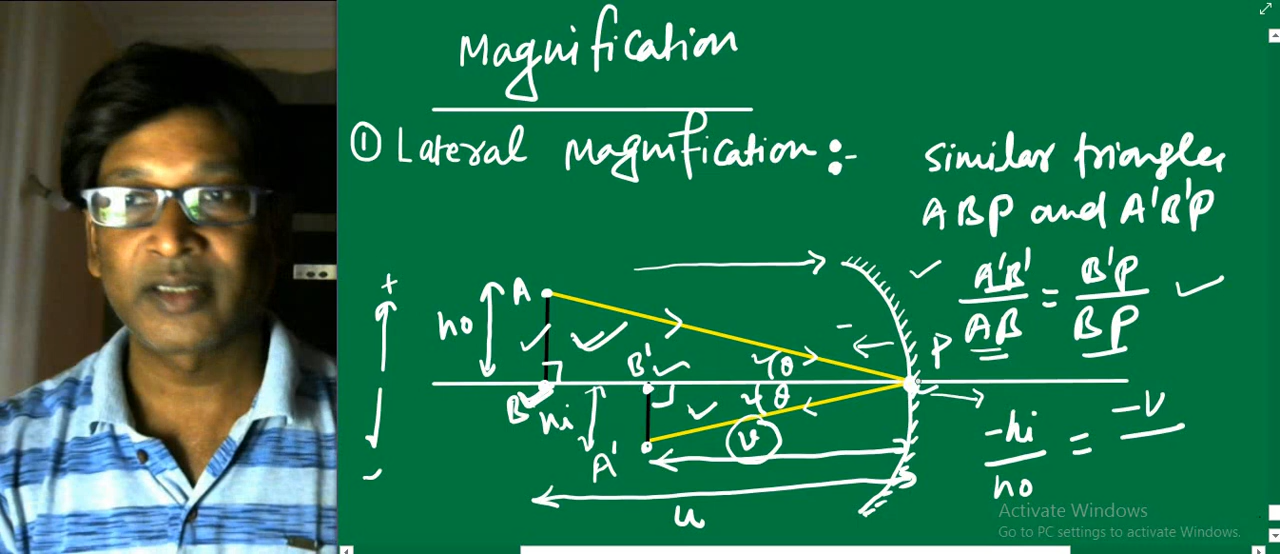 Magnification
① Lateral magnification :-
similar triangles
ABP and A'B'P
A'B' / AB = B'P / BP
+
A
ho
B'
P
θ
B
hi
θ
A'
v
-
-hi / ho = -v
u
-
Activate Windows
Go to PC settings to activate Windows.